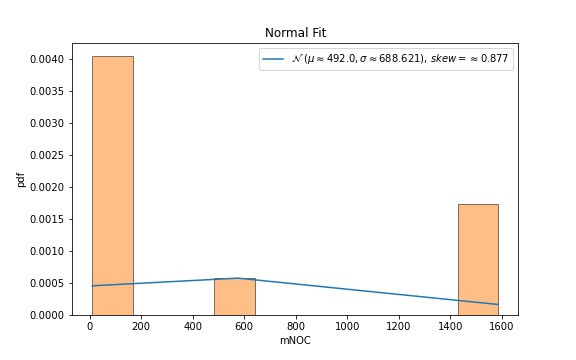 Normal Fit
𝒩(μ ≈ 492.0, σ ≈ 688.621), skew = ≈ 0.877
0.0040
0.0035
0.0030
0.0025
0.0020
0.0015
0.0010
0.0005
0.0000
pdf
0 200 400 600 800 1000 1200 1400 1600
mNOC